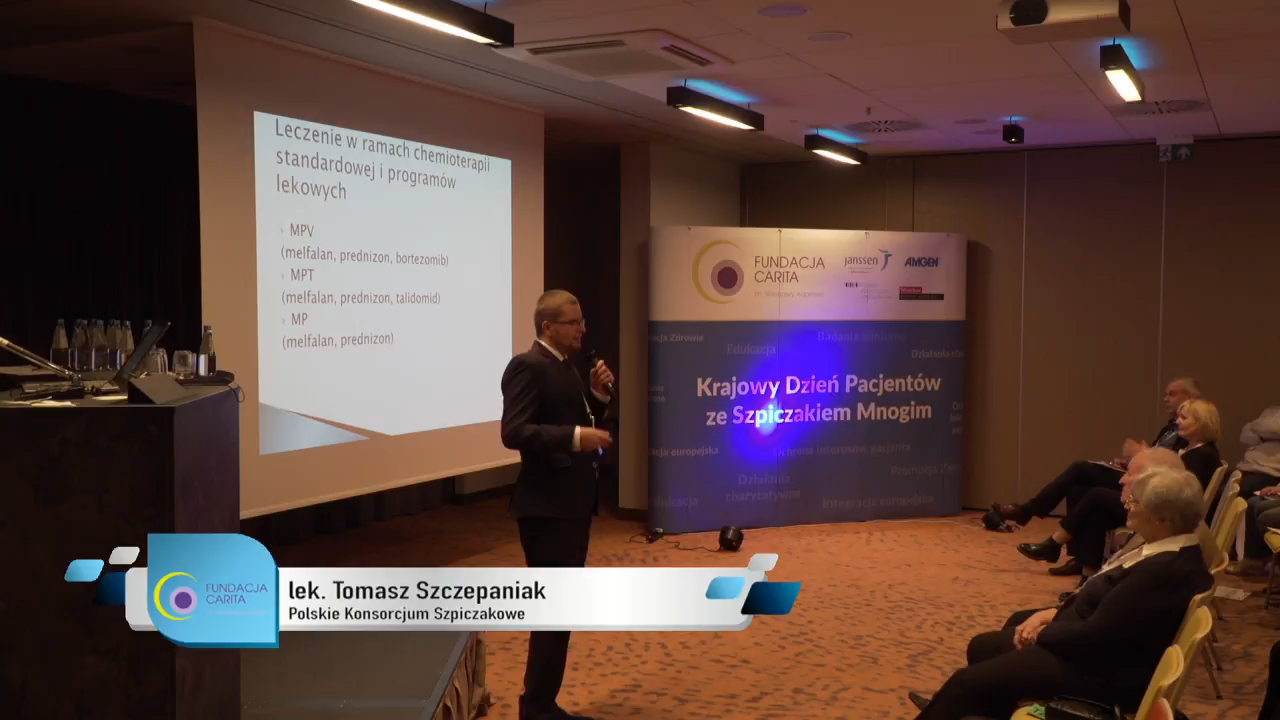 Leczenie w ramach chemioterapii
standardowej i programów
lekowych
MPV
(melfalan, prednizon, bortezomib)
MPT
(melfalan, prednizon, talidomid)
MP
(melfalan, prednizon)
FUNDACJA
CARITA
janssen
AMGEN
Edukacja
Badania kliniczne
Krajowy Dzień Pacjentów
ze Szpiczakiem Mnogim
Ochrona interesów pacjenta
Działania
charytatywne
Integracja europejska
FUNDACJA
CARITA
lek. Tomasz Szczepaniak
Polskie Konsorcjum Szpiczakowe